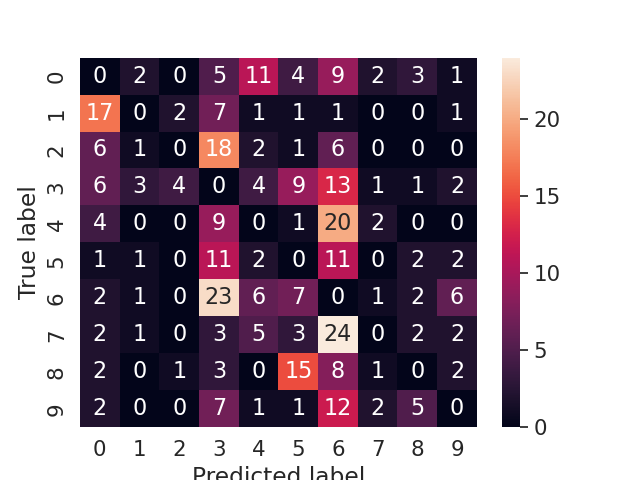 0 0 2 0 5 11 4 9 2 3 1
1 17 0 2 7 1 1 1 0 0 1
2 6 1 0 18 2 1 6 0 0 0
3 6 3 4 0 4 9 13 1 1 2
4 4 0 0 9 0 1 20 2 0 0
5 1 1 0 11 2 0 11 0 2 2
6 2 1 0 23 6 7 0 1 2 6
7 2 1 0 3 5 3 24 0 2 2
8 2 0 1 3 0 15 8 1 0 2
9 2 0 0 7 1 1 12 2 5 0
0 1 2 3 4 5 6 7 8 9
Predicted label
True label
20
15
10
5
0